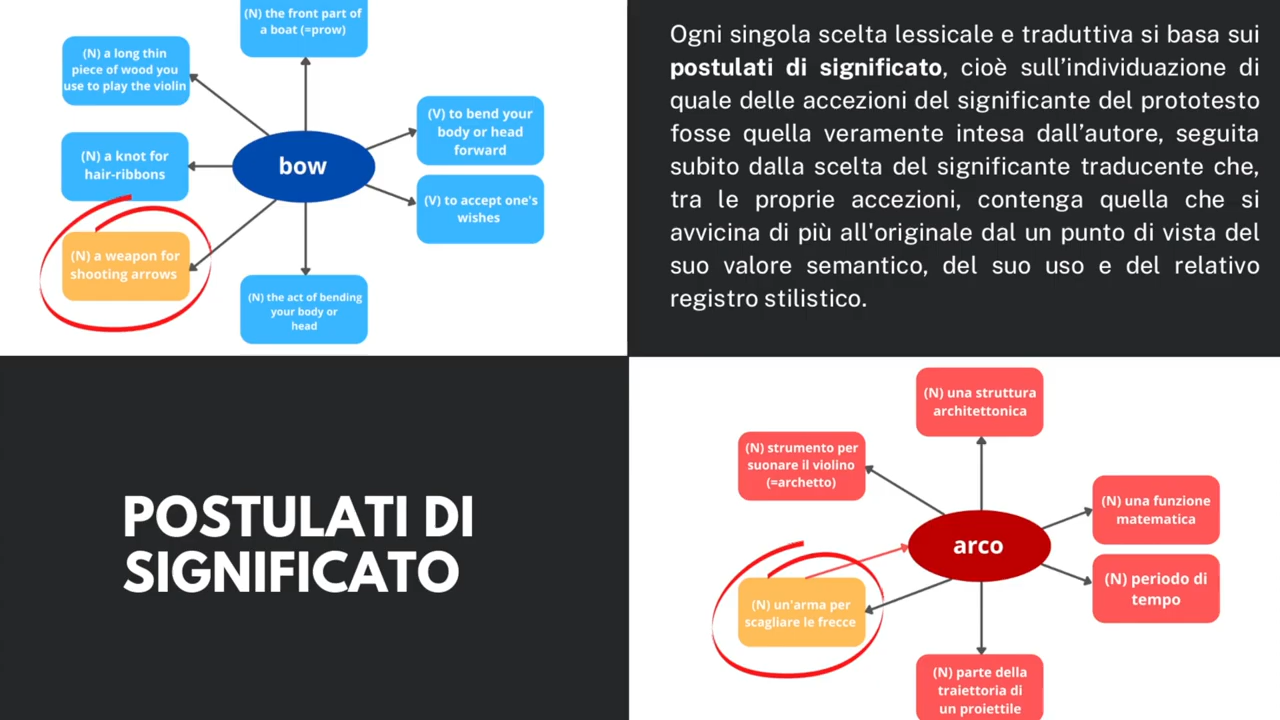 (N) the front part of
a boat (=prow)
(N) a long thin
piece of wood you
use to play the violin
(V) to bend your
body or head
forward
(N) a knot for
hair-ribbons
bow
(V) to accept one's
wishes
(N) a weapon for
shooting arrows
(N) the act of bending
your body or
head
Ogni singola scelta lessicale e traduttiva si basa sui
postulati di significato, cioè sull’individuazione di
quale delle accezioni del significante del prototesto
fosse quella veramente intesa dall’autore, seguita
subito dalla scelta del significante traducente che,
tra le proprie accezioni, contenga quella che si
avvicina di più all'originale dal un punto di vista del
suo valore semantico, del suo uso e del relativo
registro stilistico.
POSTULATI DI
SIGNIFICATO
(N) una struttura
architettonica
(N) strumento per
suonare il violino
(=archetto)
(N) una funzione
matematica
arco
(N) periodo di
tempo
(N) un'arma per
scagliare le frecce
(N) parte della
traiettoria di
un proiettile